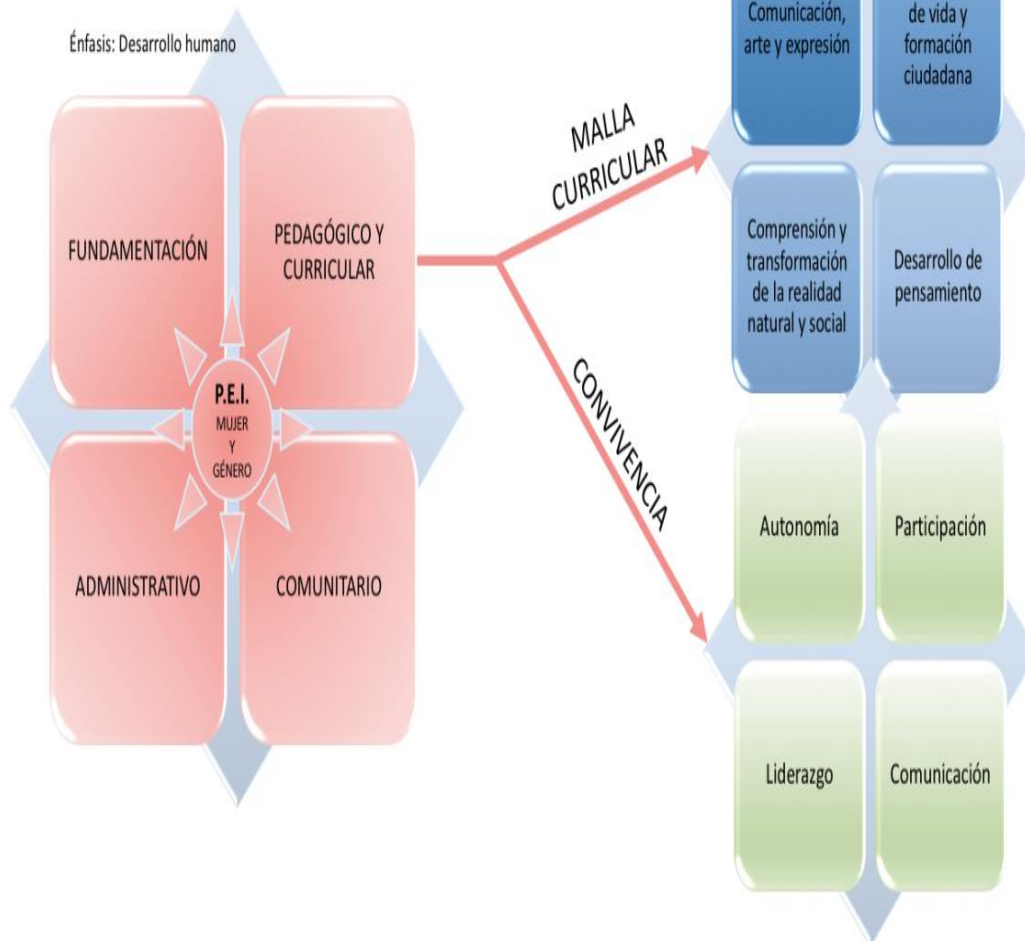 Énfasis: Desarrollo humano
FUNDAMENTACIÓN
PEDAGÓGICO Y
CURRICULAR
P.E.I.
MUJER
Y
GÉNERO
ADMINISTRATIVO
COMUNITARIO
MALLA
CURRICULAR
CONVIVENCIA
Comunicación,
arte y expresión
de vida y
formación
ciudadana
Comprensión y
transformación
de la realidad
natural y social
Desarrollo de
pensamiento
Autonomía
Participación
Liderazgo
Comunicación